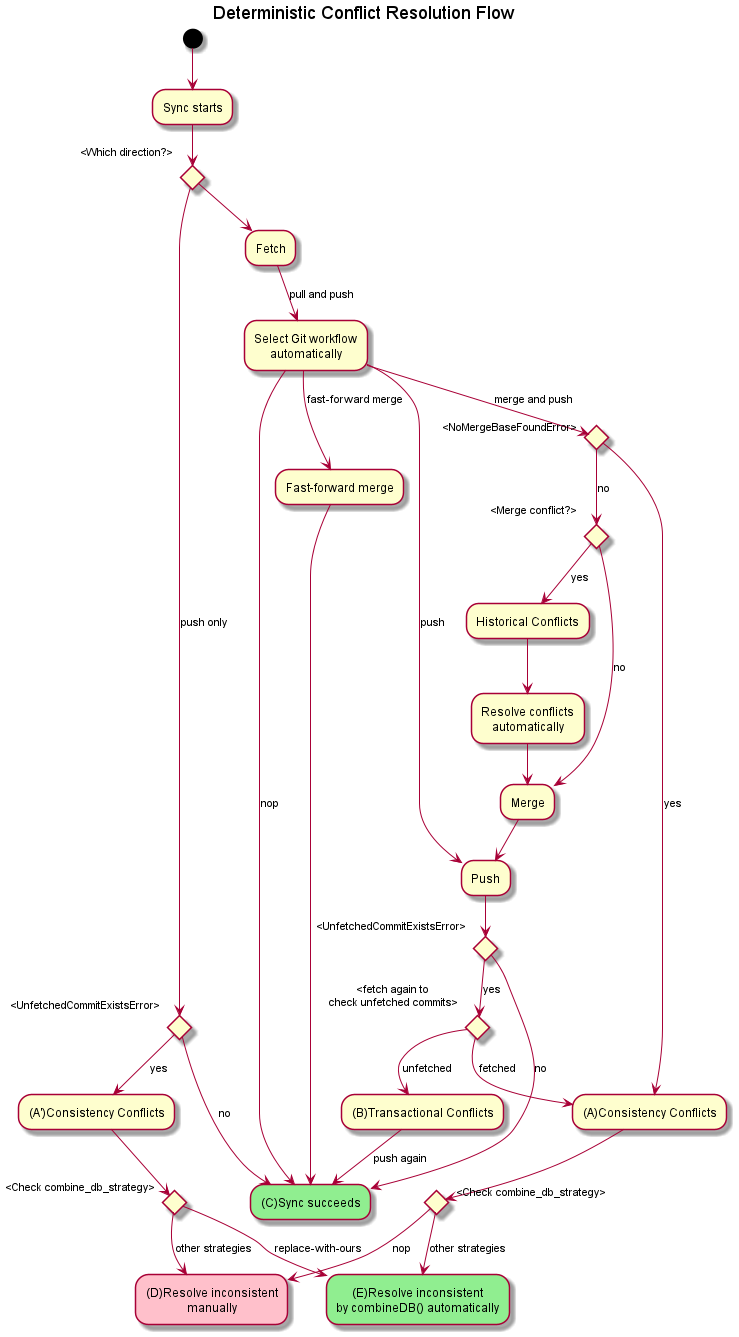 Deterministic Conflict Resolution Flow
Sync starts
<Which direction?>
Fetch
pull and push
Select Git workflow
automatically
fast-forward merge
merge and push
<NoMergeBaseFoundError>
Fast-forward merge
no
<Merge conflict?>
yes
Historical Conflicts
push only
push
no
Resolve conflicts
automatically
nop
Merge
yes
Push
<UnfetchedCommitExistsError>
<fetch again to
check unfetched commits>
yes
<UnfetchedCommitExistsError>
yes
unfetched
fetched
no
(A')Consistency Conflicts
no
(B)Transactional Conflicts
(A)Consistency Conflicts
push again
<Check combine_db_strategy>
(C)Sync succeeds
<Check combine_db_strategy>
other strategies
replace-with-ours
nop
other strategies
(D)Resolve inconsistent
manually
(E)Resolve inconsistent
by combineDB() automatically